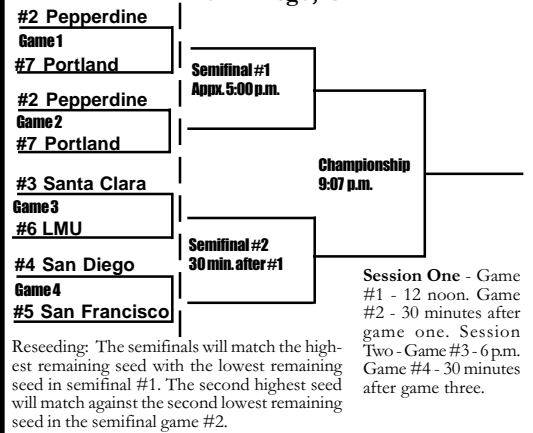 #2 Pepperdine
Game 1
#7 Portland
#2 Pepperdine
Game 2
#7 Portland
#3 Santa Clara
Game 3
#6 LMU
#4 San Diego
Game 4
#5 San Francisco
Semifinal #1
Appx. 5:00 p.m.
Semifinal #2
30 min. after #1
Championship
9:07 p.m.
Session One - Game
#1 - 12 noon. Game
#2 - 30 minutes after
game one. Session
Two - Game #3 - 6 p.m.
Game #4 - 30 minutes
after game three.
Reseeding: The semifinals will match the high-
est remaining seed with the lowest remaining
seed in semifinal #1. The second highest seed
will match against the second lowest remaining
seed in the semifinal game #2.